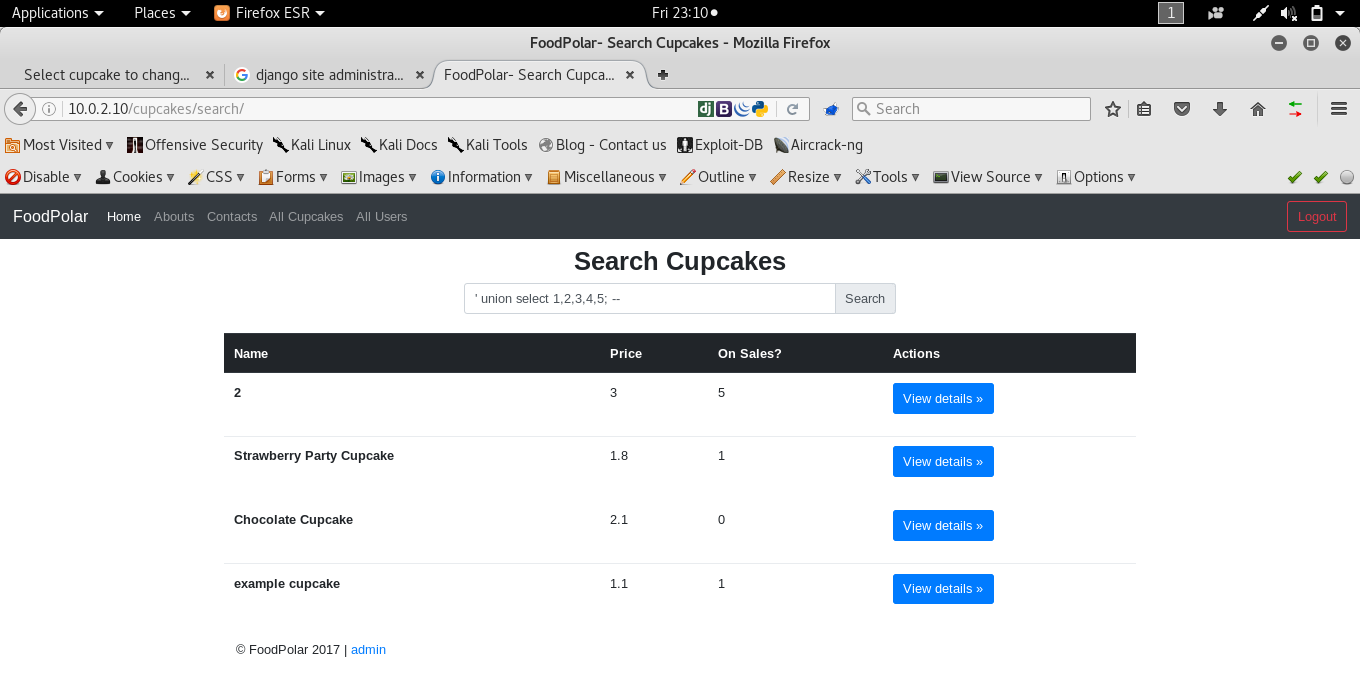 Applications Places Firefox ESR Fri 23:10 1
FoodPolar- Search Cupcakes - Mozilla Firefox
Select cupcake to chang... django site administra... FoodPolar- Search Cupca...
10.0.2.10/cupcakes/search/ dj B Search
Most Visited Offensive Security Kali Linux Kali Docs Kali Tools Blog - Contact us Exploit-DB Aircrack-ng
Disable Cookies CSS Forms Images Information Miscellaneous Outline Resize Tools View Source Options
FoodPolar Home Abouts Contacts All Cupcakes All Users Logout
Search Cupcakes
' union select 1,2,3,4,5; -- Search
Name Price On Sales? Actions
2 3 5 View details »
Strawberry Party Cupcake 1.8 1 View details »
Chocolate Cupcake 2.1 0 View details »
example cupcake 1.1 1 View details »
© FoodPolar 2017 | admin